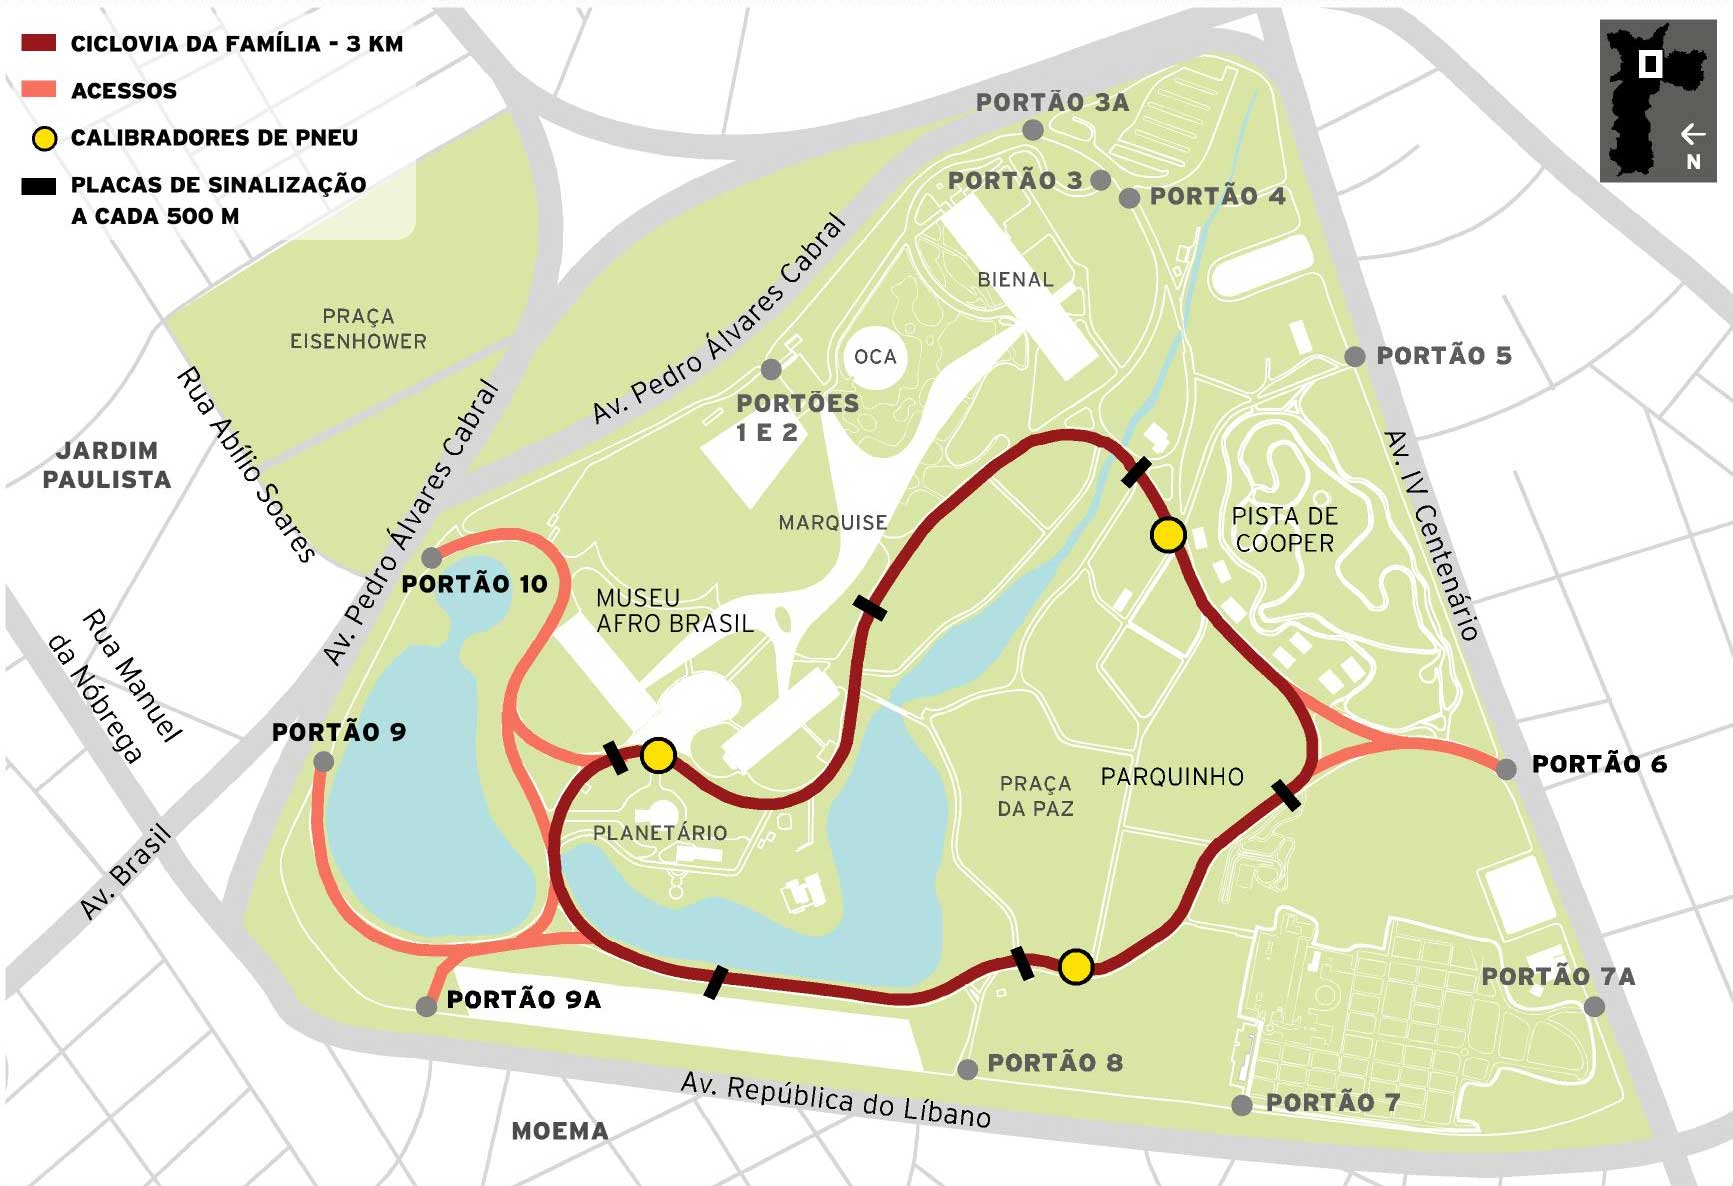 CICLOVIA DA FAMÍLIA - 3 KM
ACESSOS
CALIBRADORES DE PNEU
PLACAS DE SINALIZAÇÃO
A CADA 500 M
N
PORTÃO 3A
PORTÃO 3
PORTÃO 4
BIENAL
PRAÇA
EISENHOWER
OCA
PORTÃO 5
Av. Pedro Álvares Cabral
PORTÕES
1 E 2
Rua Abílio Soares
JARDIM
PAULISTA
Av. Pedro Álvares Cabral
MARQUISE
PISTA DE
COOPER
Av. IV Centenário
PORTÃO 10
MUSEU
AFRO BRASIL
Rua Manuel
da Nóbrega
PORTÃO 9
PORTÃO 6
PARQUINHO
PRAÇA
DA PAZ
PLANETÁRIO
Av. Brasil
PORTÃO 7A
PORTÃO 9A
PORTÃO 8
Av. República do Líbano
PORTÃO 7
MOEMA